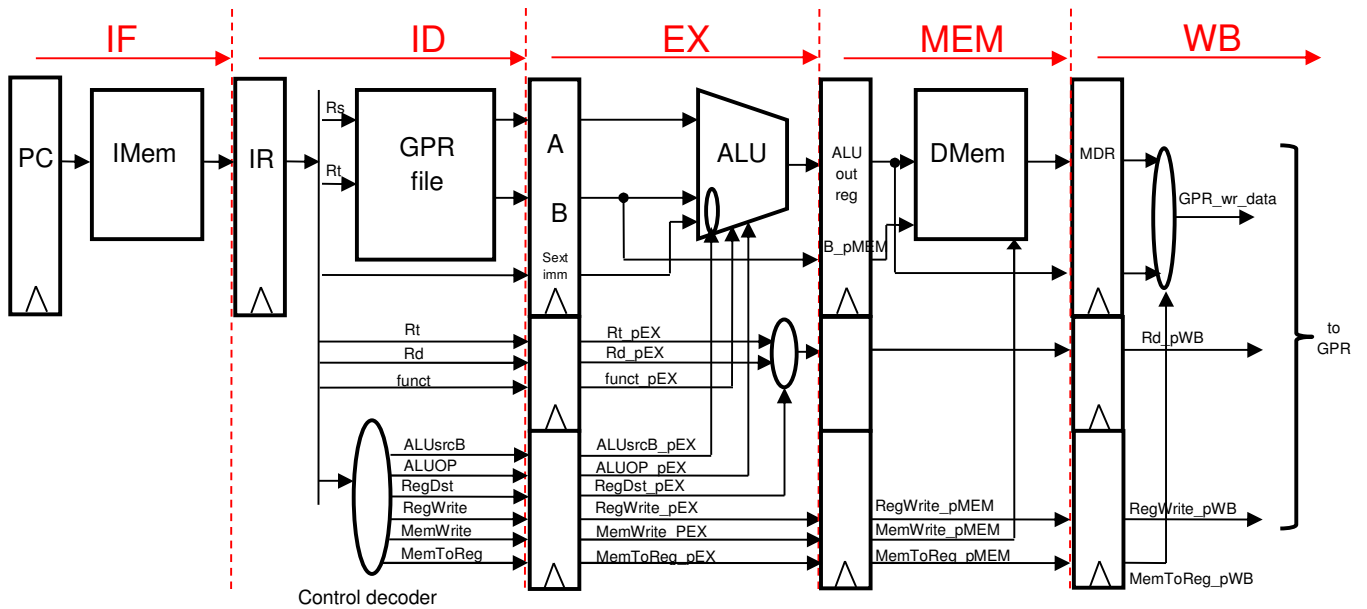 IF
ID
EX
MEM
WB
PC
IMem
IR
Rs
Rt
GPR
file
A
B
Sext
imm
ALU
ALU
out
reg
B_pMEM
DMem
MDR
GPR_wr_data
Rt
Rd
funct
Rt_pEX
Rd_pEX
funct_pEX
Rd_pWB
to
GPR
ALUsrcB
ALUOP
RegDst
RegWrite
MemWrite
MemToReg
ALUsrcB_pEX
ALUOP_pEX
RegDst_pEX
RegWrite_pEX
MemWrite_PEX
MemToReg_pEX
RegWrite_pMEM
MemWrite_pMEM
MemToReg_pMEM
RegWrite_pWB
MemToReg_pWB
Control decoder